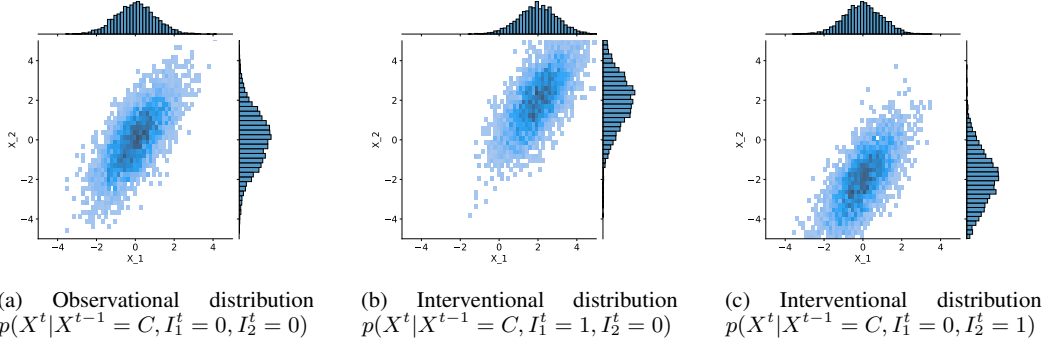 4
2
0
−2
−4
X_2
−4 −2 0 2 4
X_1
4
2
0
−2
−4
X_2
−4 −2 0 2 4
X_1
4
2
0
−2
−4
X_2
−4 −2 0 2 4
X_1
(a) Observational distribution
p(X^t|X^{t−1} = C, I_1^t = 0, I_2^t = 0)
(b) Interventional distribution
p(X^t|X^{t−1} = C, I_1^t = 1, I_2^t = 0)
(c) Interventional distribution
p(X^t|X^{t−1} = C, I_1^t = 0, I_2^t = 1)